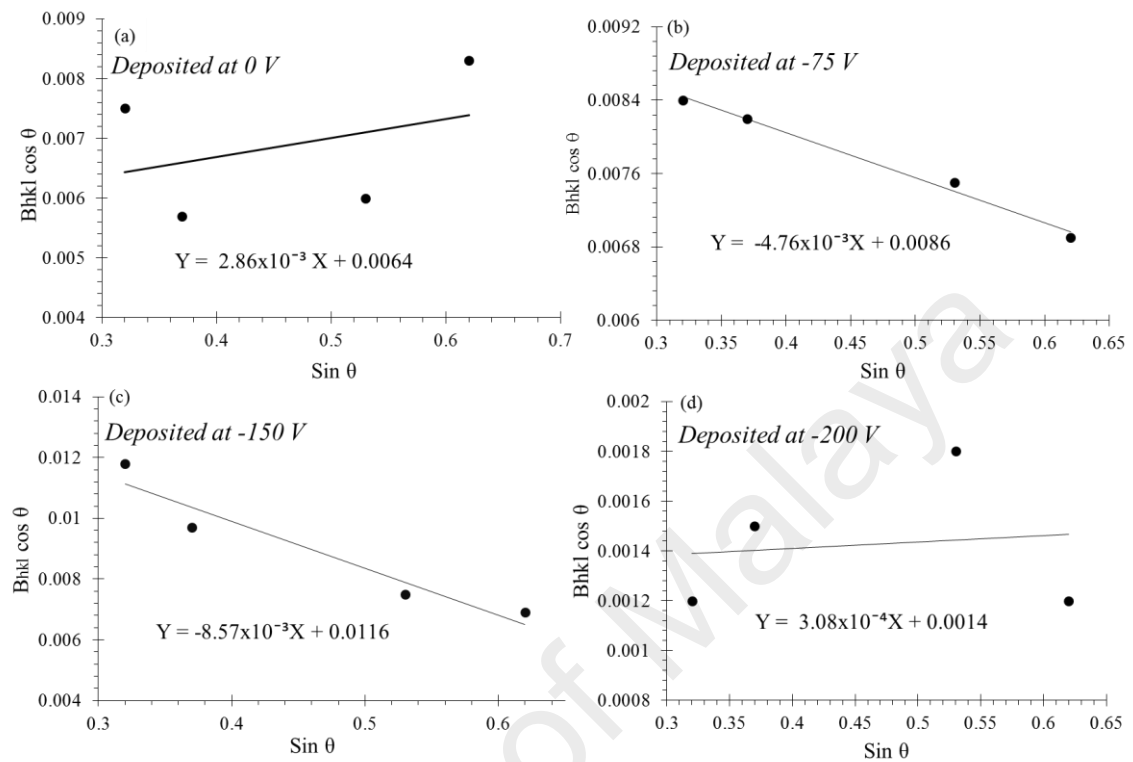 (a)
Deposited at 0 V
0.009
0.008
0.007
0.006
0.005
0.004
Bhkl cos θ
Y = 2.86x10⁻³ X + 0.0064
0.3 0.4 0.5 0.6 0.7
Sin θ
(b)
Deposited at -75 V
0.0092
0.0084
0.0076
0.0068
0.006
Bhkl cos θ
Y = -4.76x10⁻³X + 0.0086
0.3 0.35 0.4 0.45 0.5 0.55 0.6 0.65
Sin θ
(c)
Deposited at -150 V
0.014
0.012
0.01
0.008
0.006
0.004
Bhkl cos θ
Y = -8.57x10⁻³X + 0.0116
0.3 0.4 0.5 0.6
Sin θ
(d)
Deposited at -200 V
0.002
0.0018
0.0016
0.0014
0.0012
0.001
0.0008
Bhkl cos θ
Y = 3.08x10⁻⁴X + 0.0014
0.3 0.35 0.4 0.45 0.5 0.55 0.6 0.65
Sin θ
of Malaya